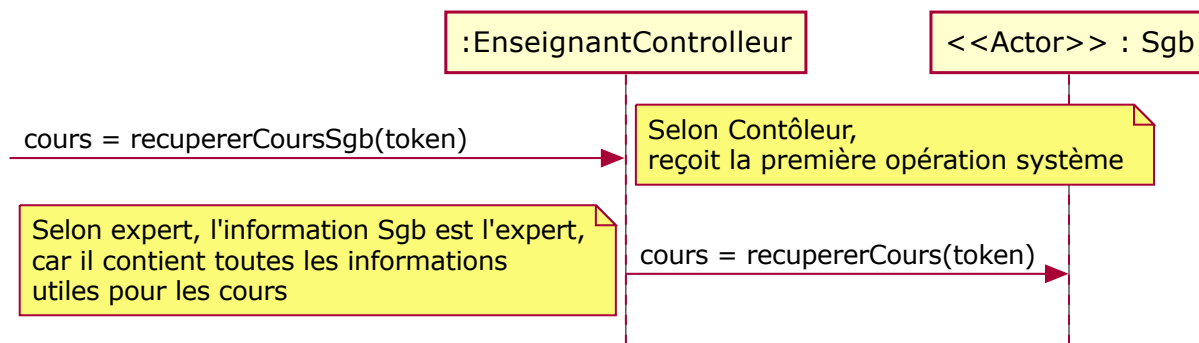 :EnseignantControlleur
<<Actor>> : Sgb
cours = recupererCoursSgb(token)
Selon Contôleur,
reçoit la première opération système
Selon expert, l'information Sgb est l'expert,
car il contient toutes les informations
utiles pour les cours
cours = recupererCours(token)